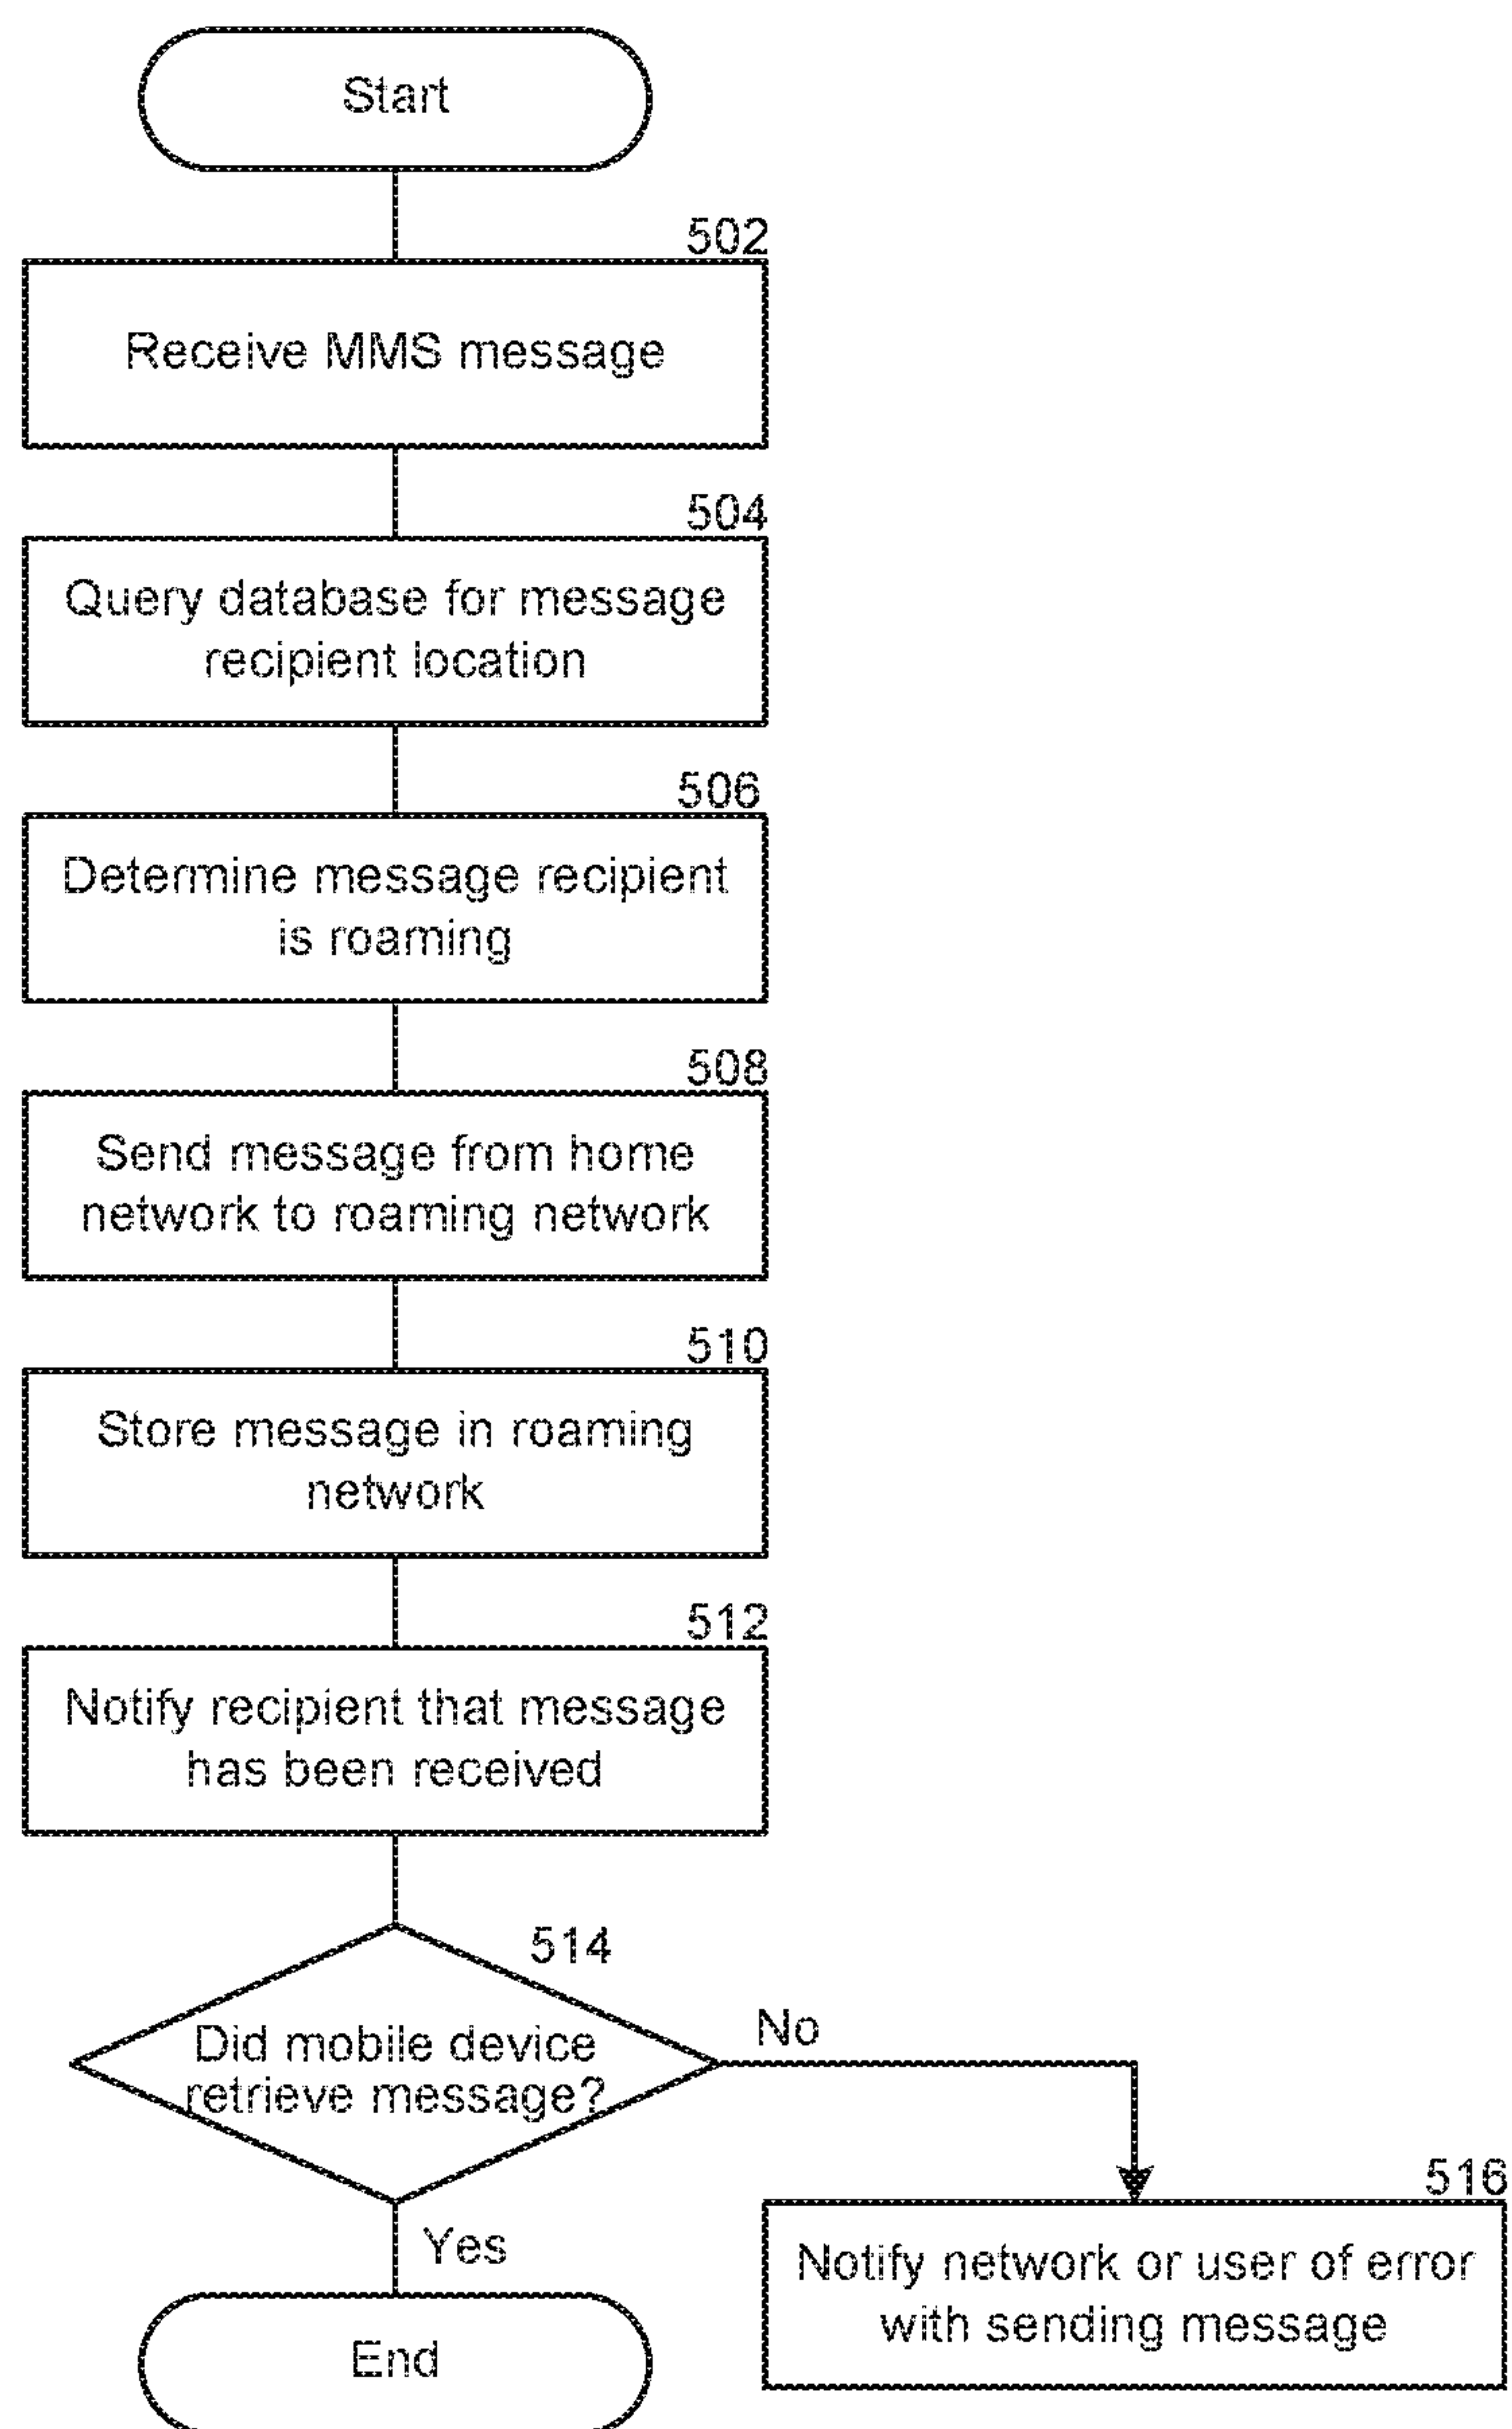 Start
502
Receive MMS message
504
Query database for message
recipient location
506
Determine message recipient
is roaming
508
Send message from home
network to roaming network
510
Store message in roaming
network
512
Notify recipient that message
has been received
514
Did mobile device
retrieve message?
No
Yes
516
Notify network or user of error
with sending message
End